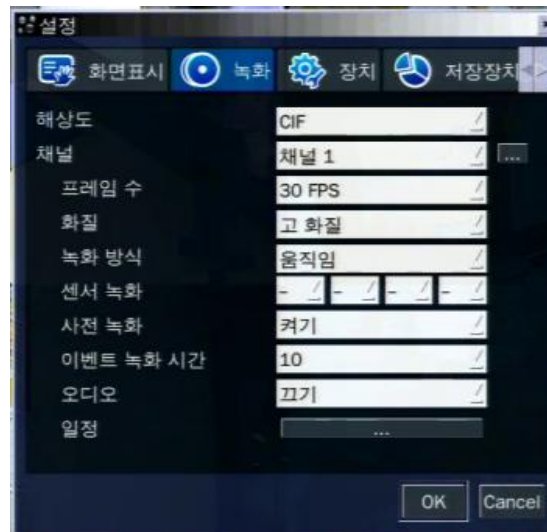 설정
화면표시 녹화 장치 저장장치
해상도 CIF
채널 채널 1 ...
프레임 수 30 FPS
화질 고 화질
녹화 방식 움직임
센서 녹화 - - - -
사전 녹화 켜기
이벤트 녹화 시간 10
오디오 끄기
일정 ...
OK Cancel